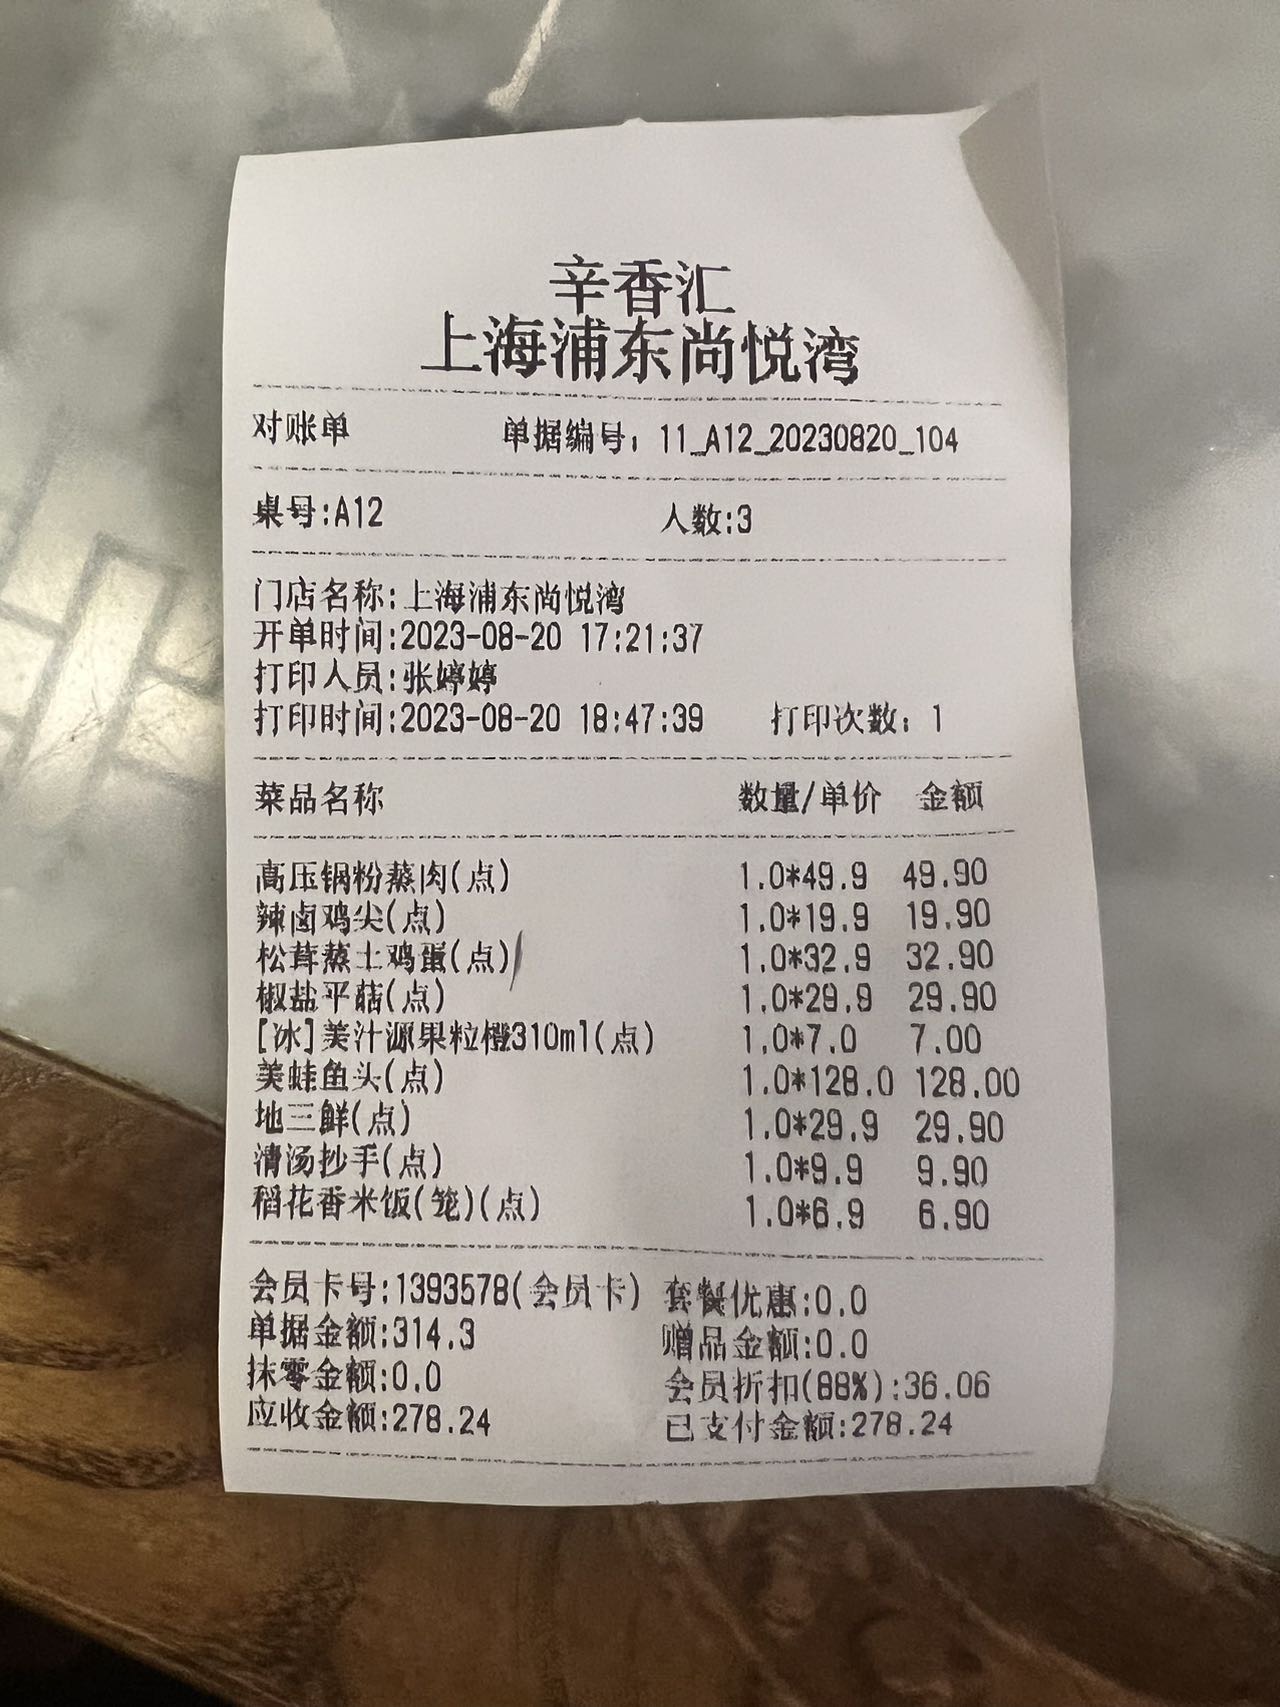 辛香汇
上海浦东尚悦湾
对账单 单据编号: 11_A12_20230820_104
桌号:A12 人数:3
门店名称:上海浦东尚悦湾
开单时间:2023-08-20 17:21:37
打印人员:张婷婷
打印时间:2023-08-20 18:47:39 打印次数: 1
菜品名称 数量/单价 金额
高压锅粉蒸肉(点) 1.0*49.9 49.90
辣卤鸡尖(点) 1.0*19.9 19.90
松茸蒸土鸡蛋(点) 1.0*32.9 32.90
椒盐平菇(点) 1.0*29.9 29.90
[冰]美汁源果粒橙310ml(点) 1.0*7.0 7.00
美蛙鱼头(点) 1.0*128.0 128.00
地三鲜(点) 1.0*29.9 29.90
清汤抄手(点) 1.0*9.9 9.90
稻花香米饭(笼)(点) 1.0*6.9 6.90
会员卡号:1393578(会员卡) 套餐优惠:0.0
单据金额:314.3 赠品金额:0.0
抹零金额:0.0 会员折扣(88%):36.06
应收金额:278.24 已支付金额:278.24